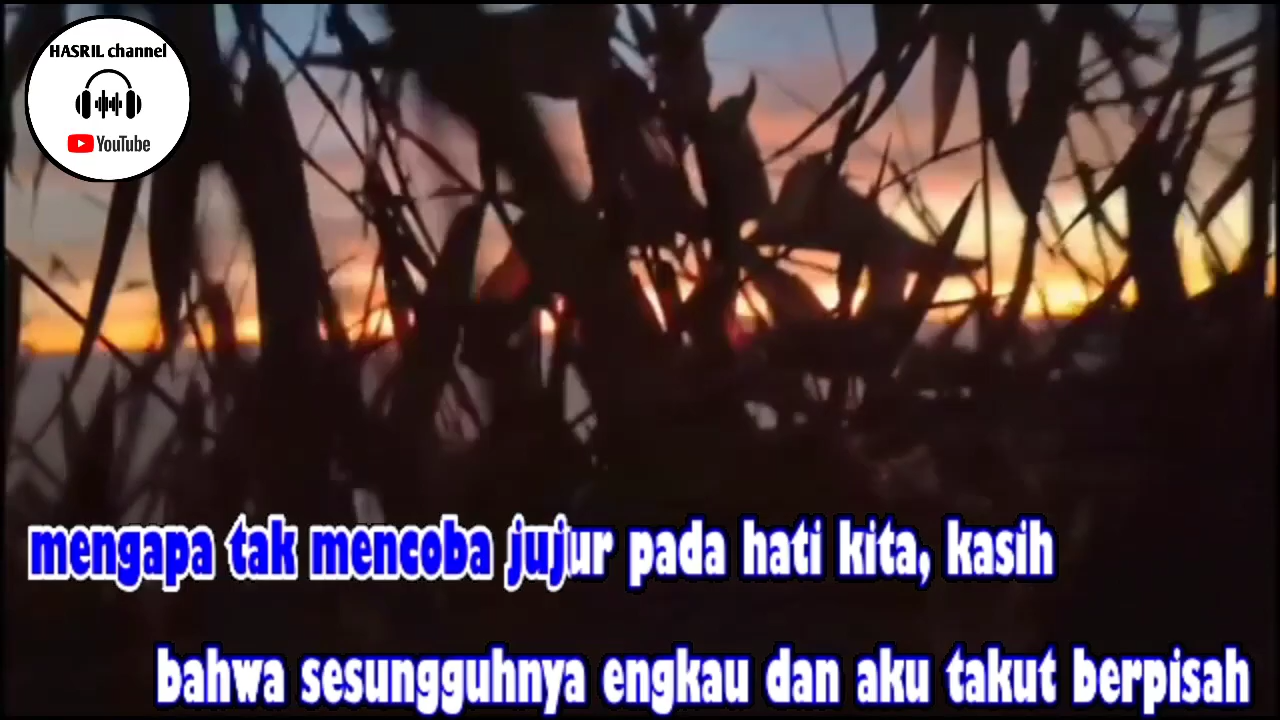 HASRIL channel
YouTube
mengapa tak mencoba jujur pada hati kita, kasih
bahwa sesungguhnya engkau dan aku takut berpisah